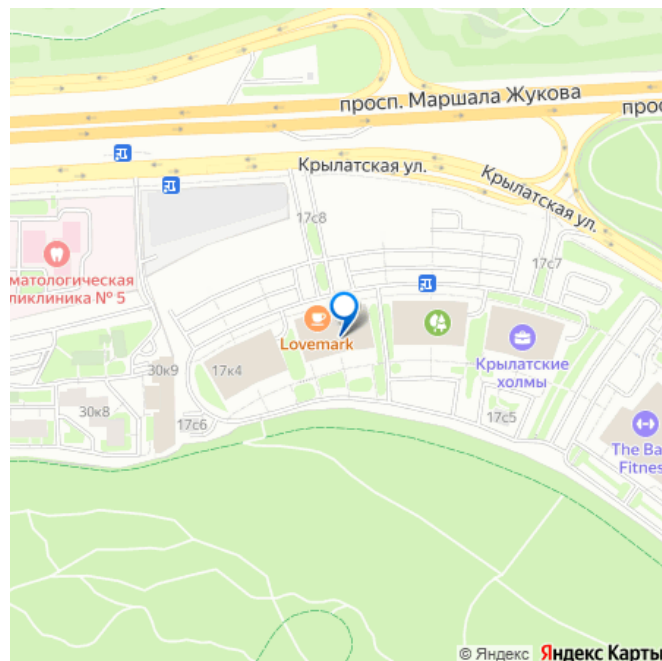 просп. Маршала Жукова
прос
Крылатская ул.
Крылатская ул.
17с8
17с7
матологическая
ликлиника № 5
Lovemark
Крылатские
холмы
30к9
17к4
30к8
17с6
17с5
The Ba
Fitnes
© Яндекс Яндекс Карты